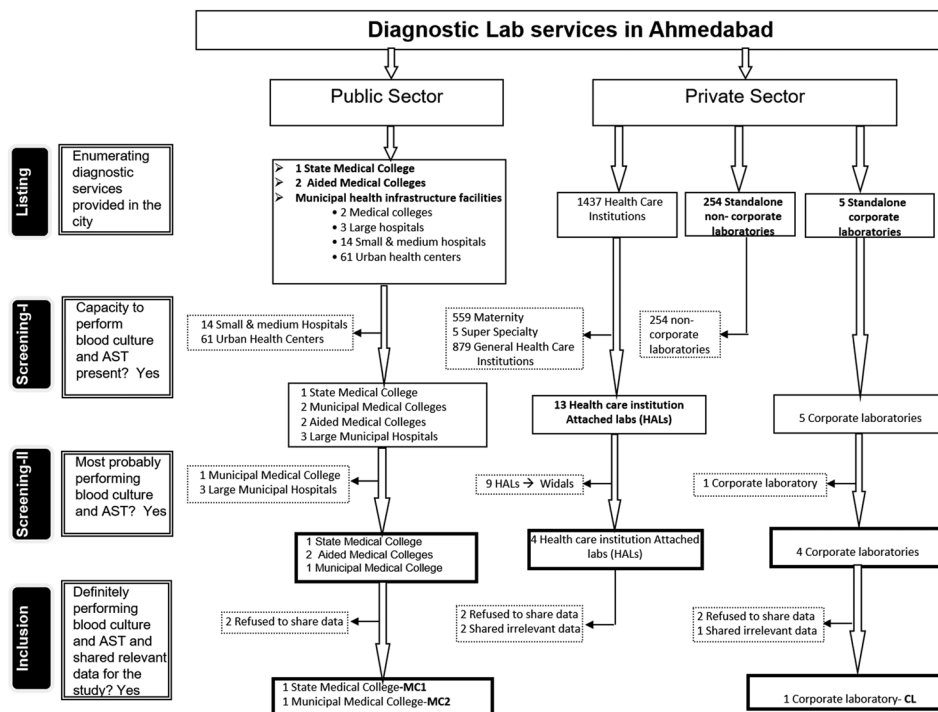 Diagnostic Lab services in Ahmedabad
Public Sector
Private Sector
Listing
Enumerating
diagnostic
services
provided in the
city
➢ 1 State Medical College
➢ 2 Aided Medical Colleges
➢ Municipal health infrastructure facilities
• 2 Medical colleges
• 3 Large hospitals
• 14 Small & medium hospitals
• 61 Urban health centers
1437 Health Care
Institutions
254 Standalone
non- corporate
laboratories
5 Standalone
corporate
laboratories
Screening-I
Capacity to
perform
blood culture
and AST
present? Yes
14 Small & medium Hospitals
61 Urban Health Centers
559 Maternity
5 Super Specialty
879 General Health Care
Institutions
254 non-
corporate
laboratories
1 State Medical College
2 Municipal Medical Colleges
2 Aided Medical Colleges
3 Large Municipal Hospitals
13 Health care institution
Attached labs (HALs)
5 Corporate laboratories
Screening-II
Most probably
performing
blood culture
and AST? Yes
1 Municipal Medical College
3 Large Municipal Hospitals
9 HALs → Widals
1 Corporate laboratory
1 State Medical College
2 Aided Medical Colleges
1 Municipal Medical College
4 Health care institution Attached
labs (HALs)
4 Corporate laboratories
Inclusion
Definitely
performing
blood culture
and AST and
shared relevant
data for the
study? Yes
2 Refused to share data
2 Refused to share data
2 Shared irrelevant data
2 Refused to share data
1 Shared irrelevant data
1 State Medical College-MC1
1 Municipal Medical College-MC2
1 Corporate laboratory- CL